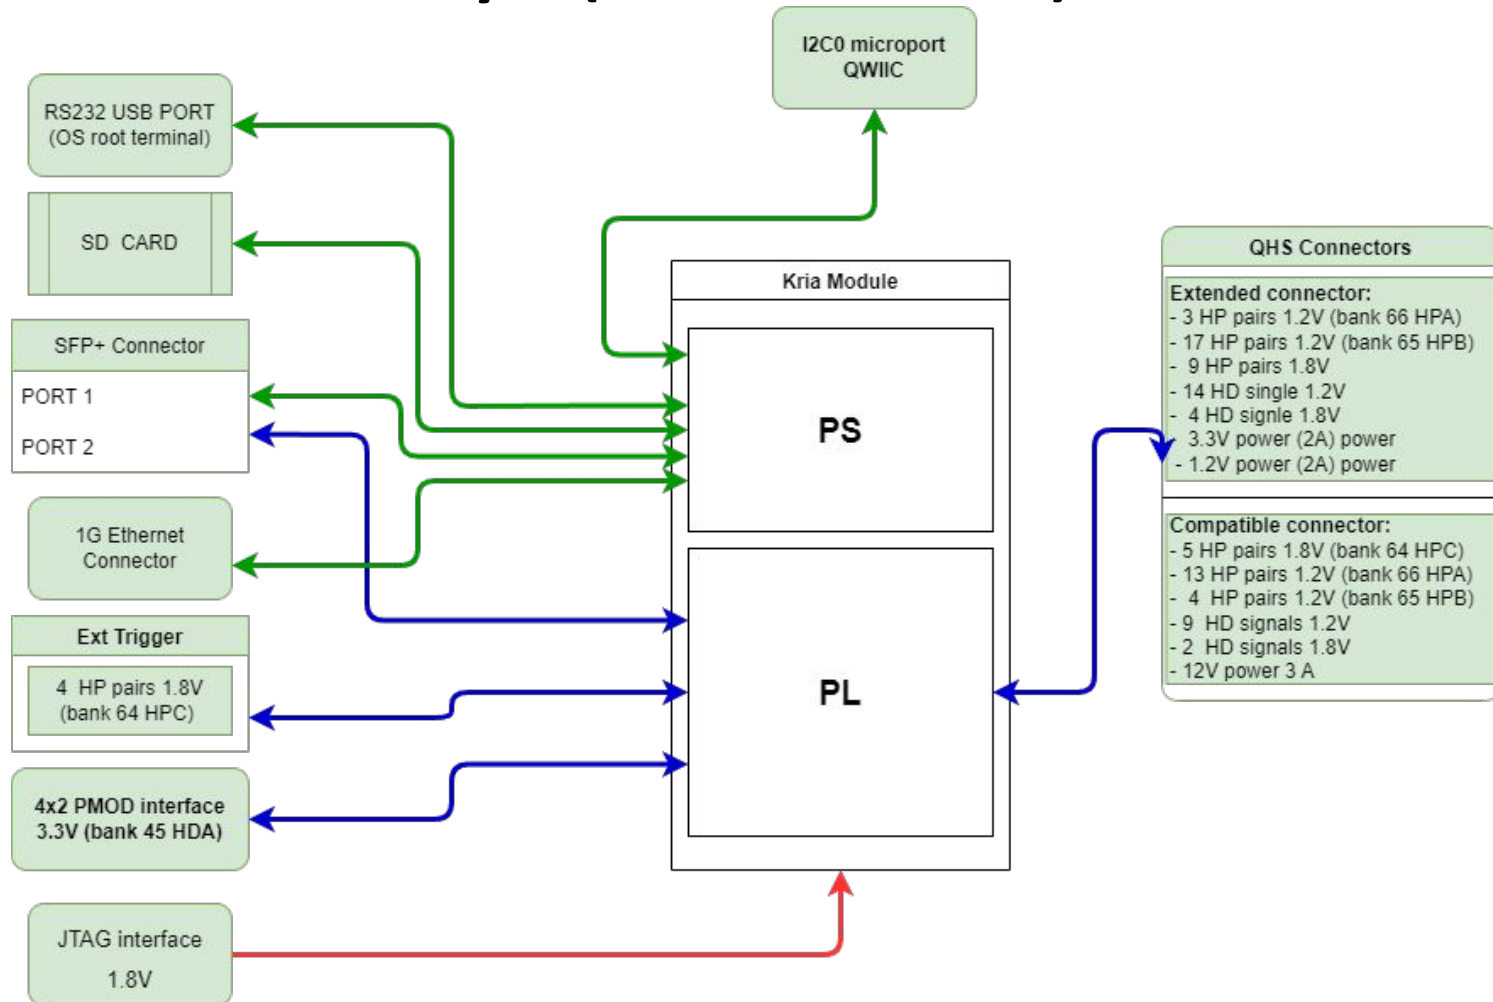 I2C0 microport
QWIIC
RS232 USB PORT
(OS root terminal)
SD CARD
SFP+ Connector
PORT 1
PORT 2
1G Ethernet
Connector
Ext Trigger
4 HP pairs 1.8V
(bank 64 HPC)
4x2 PMOD interface
3.3V (bank 45 HDA)
JTAG interface
1.8V
Kria Module
PS
PL
QHS Connectors
Extended connector:
- 3 HP pairs 1.2V (bank 66 HPA)
- 17 HP pairs 1.2V (bank 65 HPB)
- 9 HP pairs 1.8V
- 14 HD single 1.2V
- 4 HD signle 1.8V
3.3V power (2A) power
- 1.2V power (2A) power
Compatible connector:
- 5 HP pairs 1.8V (bank 64 HPC)
- 13 HP pairs 1.2V (bank 66 HPA)
- 4 HP pairs 1.2V (bank 65 HPB)
- 9 HD signals 1.2V
- 2 HD signals 1.8V
- 12V power 3 A